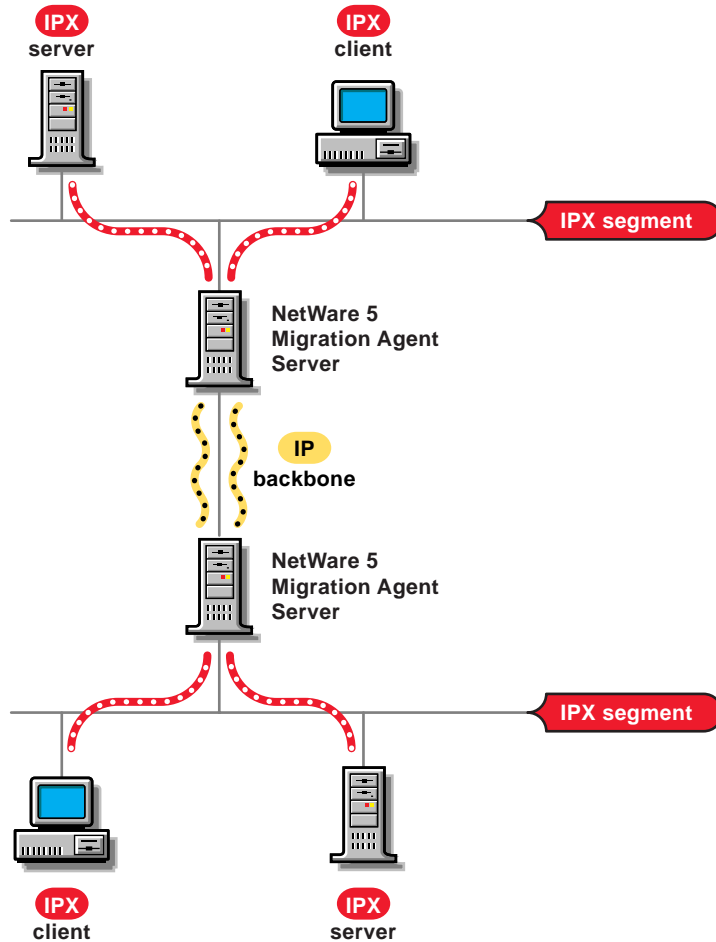 IPX
server
IPX
client
IPX segment
NetWare 5
Migration Agent
Server
IP
backbone
NetWare 5
Migration Agent
Server
IPX segment
IPX
client
IPX
server